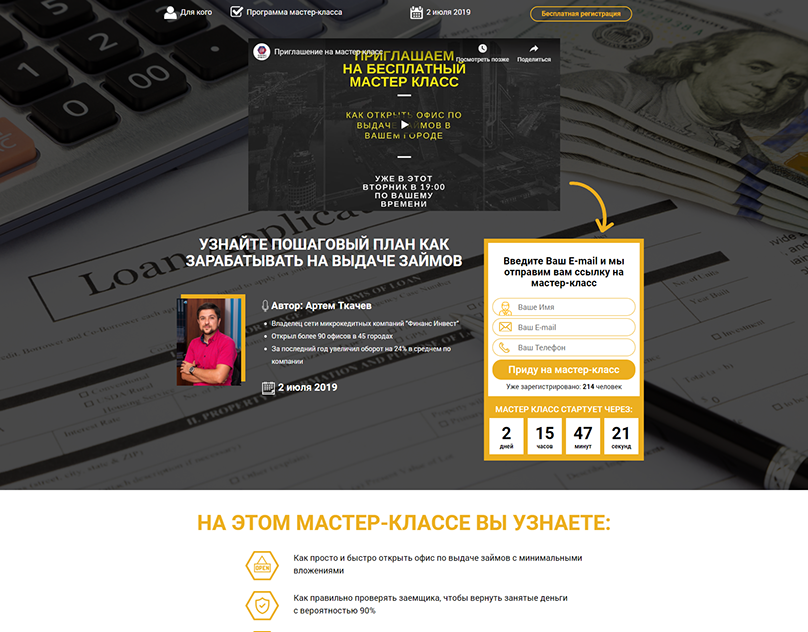 Для кого
Программа мастер-класса
2 июля 2019
Бесплатная регистрация
Приглашение на мастер-класс
Посмотреть позже
Поделиться
ПРИГЛАШАЕМ
НА БЕСПЛАТНЫЙ
МАСТЕР КЛАСС
КАК ОТКРЫТЬ ОФИС ПО
ВЫДАЧЕ ЗАЙМОВ В
ВАШЕМ ГОРОДЕ
УЖЕ В ЭТОТ
ВТОРНИК В 19:00
ПО ВАШЕМУ
ВРЕМЕНИ
Loan Applica
УЗНАЙТЕ ПОШАГОВЫЙ ПЛАН КАК
ЗАРАБАТЫВАТЬ НА ВЫДАЧЕ ЗАЙМОВ
Автор: Артем Ткачев
Владелец сети микрокредитных компаний "Финанс Инвест".
Открыл более 90 офисов в 45 городах
За последний год увеличил оборот на 24% в среднем по
компании
2 июля 2019
Введите Ваш E-mail и мы
отправим вам ссылку на
мастер-класс
Ваше Имя
Ваш E-mail
Ваш Телефон
Приду на мастер-класс
Уже зарегистрировано: 214 человек
МАСТЕР КЛАСС СТАРТУЕТ ЧЕРЕЗ:
2 15 47 21
дней часов минут секунд
НА ЭТОМ МАСТЕР-КЛАССЕ ВЫ УЗНАЕТЕ:
OPEN
Как просто и быстро открыть офис по выдаче займов с минимальными
вложениями
Как правильно проверять заемщика, чтобы вернуть занятые деньги
с вероятностью 90%